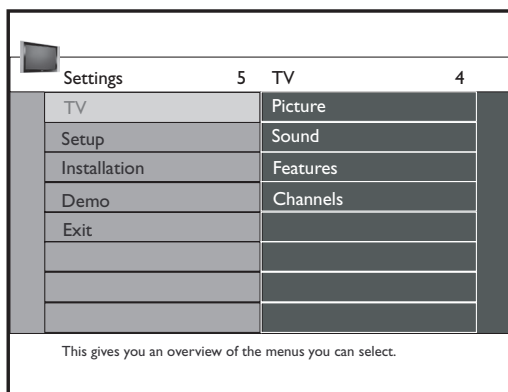 Settings 5 TV 4
TV Picture
Setup Sound
Installation Features
Demo Channels
Exit
This gives you an overview of the menus you can select.